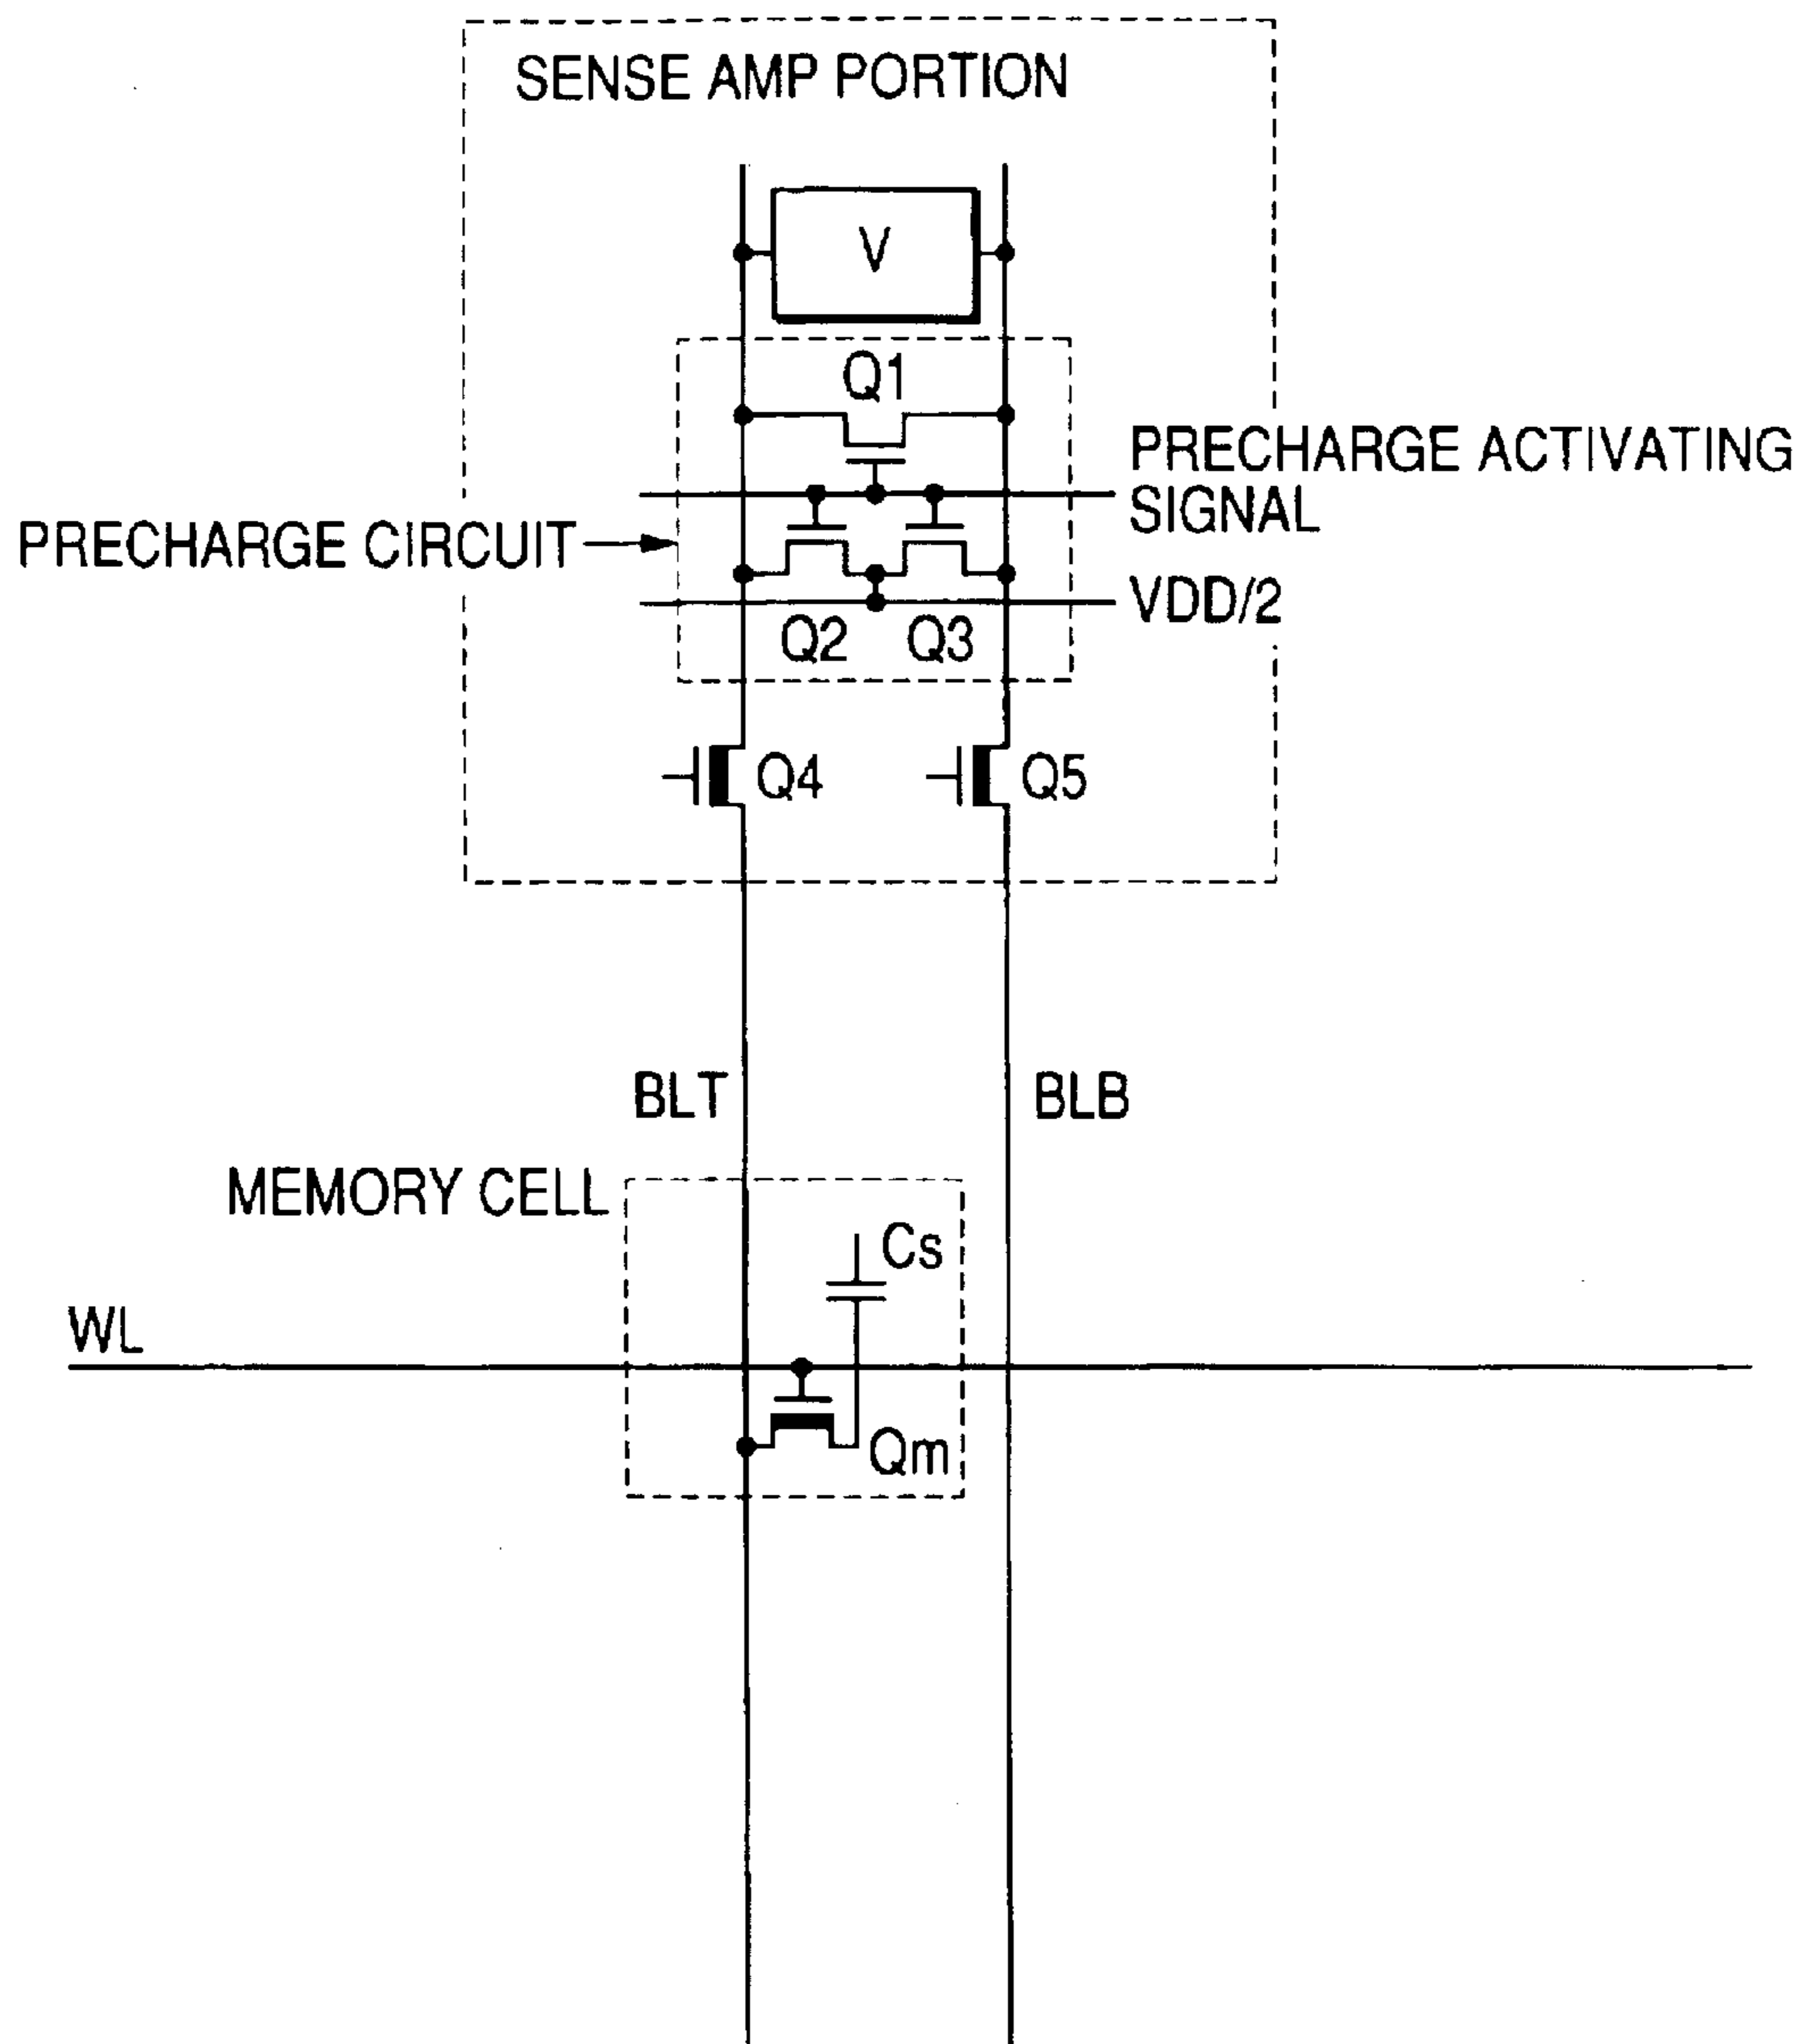 SENSE AMP PORTION
V
Q1
PRECHARGE ACTIVATING
SIGNAL
PRECHARGE CIRCUIT
VDD/2
Q2
Q3
Q4
Q5
BLT
BLB
MEMORY CELL
Cs
WL
Qm